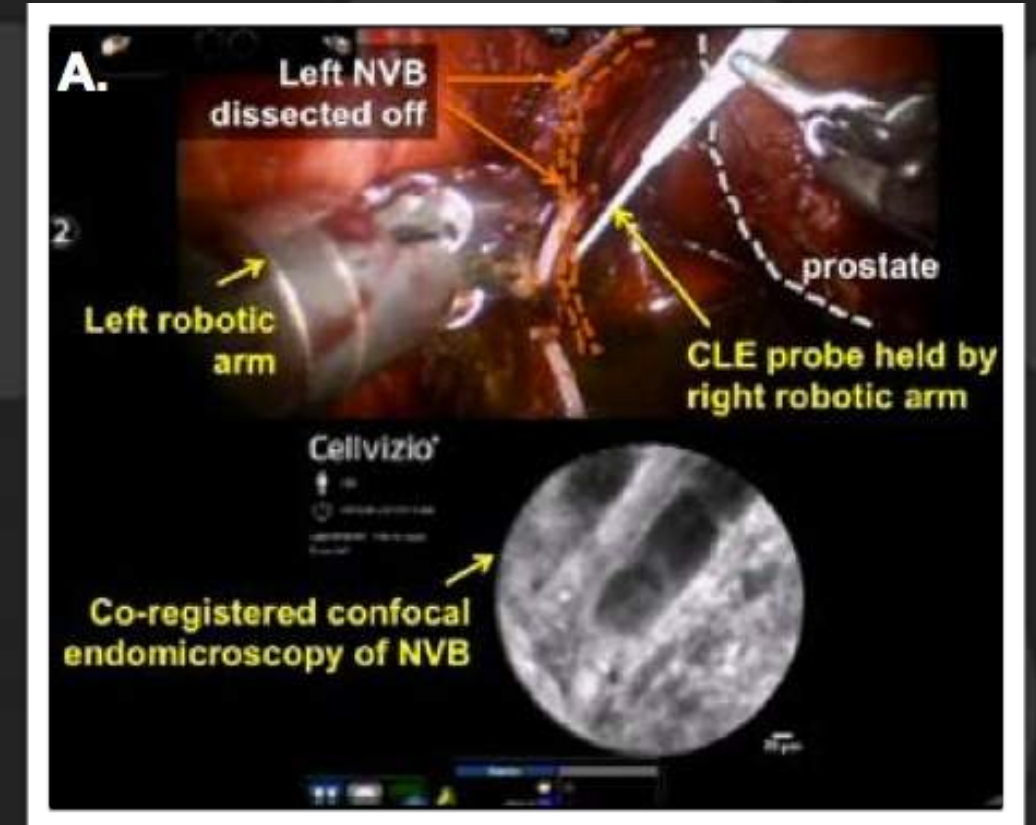 A.
Left NVB
dissected off
2
prostate
Left robotic
arm
CLE probe held by
right robotic arm
Cellvizio
Co-registered confocal
endomicroscopy of NVB